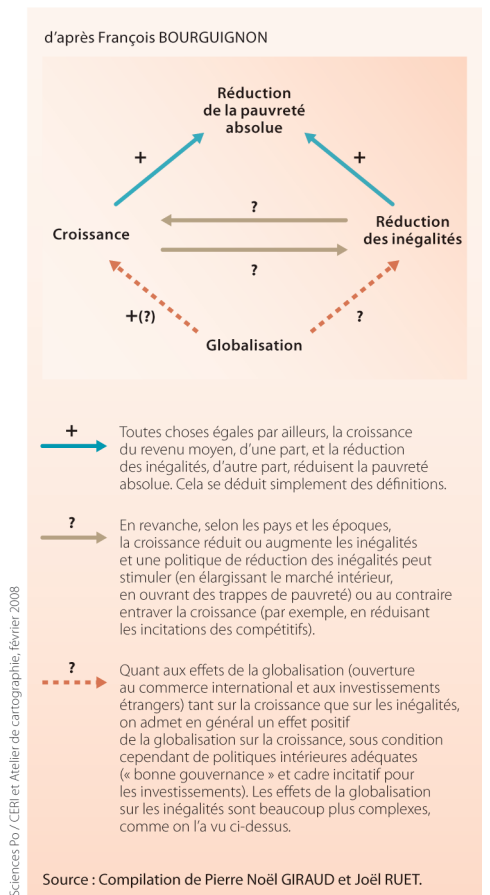 d'après François BOURGUIGNON
Réduction
de la pauvreté
absolue
+
+
?
Croissance
Réduction
des inégalités
?
+(?)
?
Globalisation
+
Toutes choses égales par ailleurs, la croissance
du revenu moyen, d'une part, et la réduction
des inégalités, d'autre part, réduisent la pauvreté
absolue. Cela se déduit simplement des définitions.
?
En revanche, selon les pays et les époques,
la croissance réduit ou augmente les inégalités
et une politique de réduction des inégalités peut
stimuler (en élargissant le marché intérieur,
en ouvrant des trappes de pauvreté) ou au contraire
entraver la croissance (par exemple, en réduisant
les incitations des compétitifs).
?
Quant aux effets de la globalisation (ouverture
au commerce international et aux investissements
étrangers) tant sur la croissance que sur les inégalités,
on admet en général un effet positif
de la globalisation sur la croissance, sous condition
cependant de politiques intérieures adéquates
(« bonne gouvernance » et cadre incitatif pour
les investissements). Les effets de la globalisation
sur les inégalités sont beaucoup plus complexes,
comme on l'a vu ci-dessus.
Source : Compilation de Pierre Noël GIRAUD et Joël RUET.
Sciences Po / CERI et Atelier de cartographie, février 2008